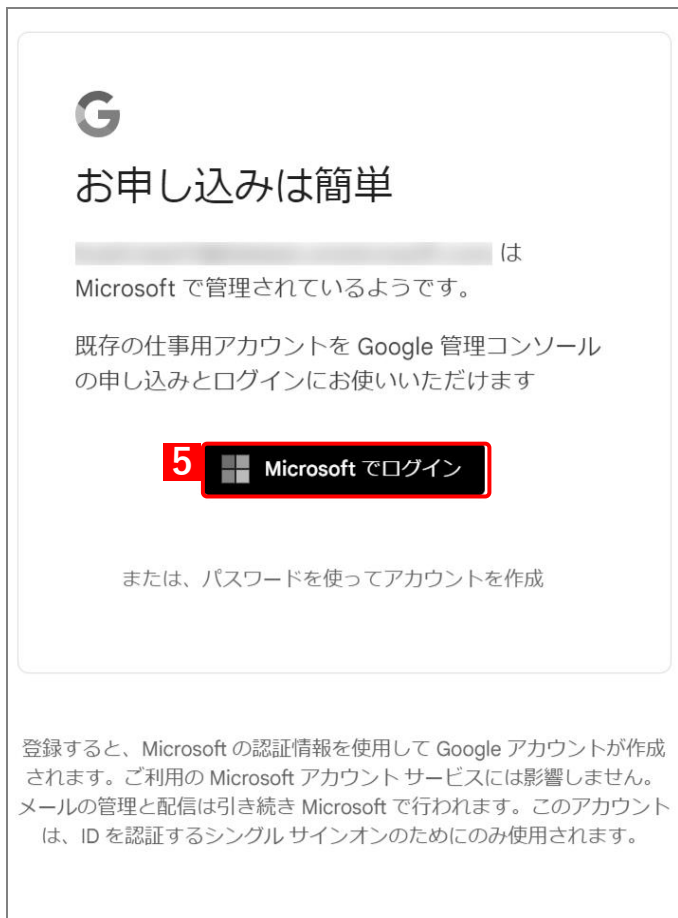 お申し込みは簡単
は
Microsoft で管理されているようです。
既存の仕事用アカウントを Google 管理コンソール
の申し込みとログインにお使いいただけます
5 Microsoft でログイン
または、パスワードを使ってアカウントを作成
登録すると、Microsoft の認証情報を使用して Google アカウントが作成
されます。ご利用の Microsoft アカウント サービスには影響しません。
メールの管理と配信は引き続き Microsoft で行われます。このアカウント
は、ID を認証するシングル サインオンのためにのみ使用されます。